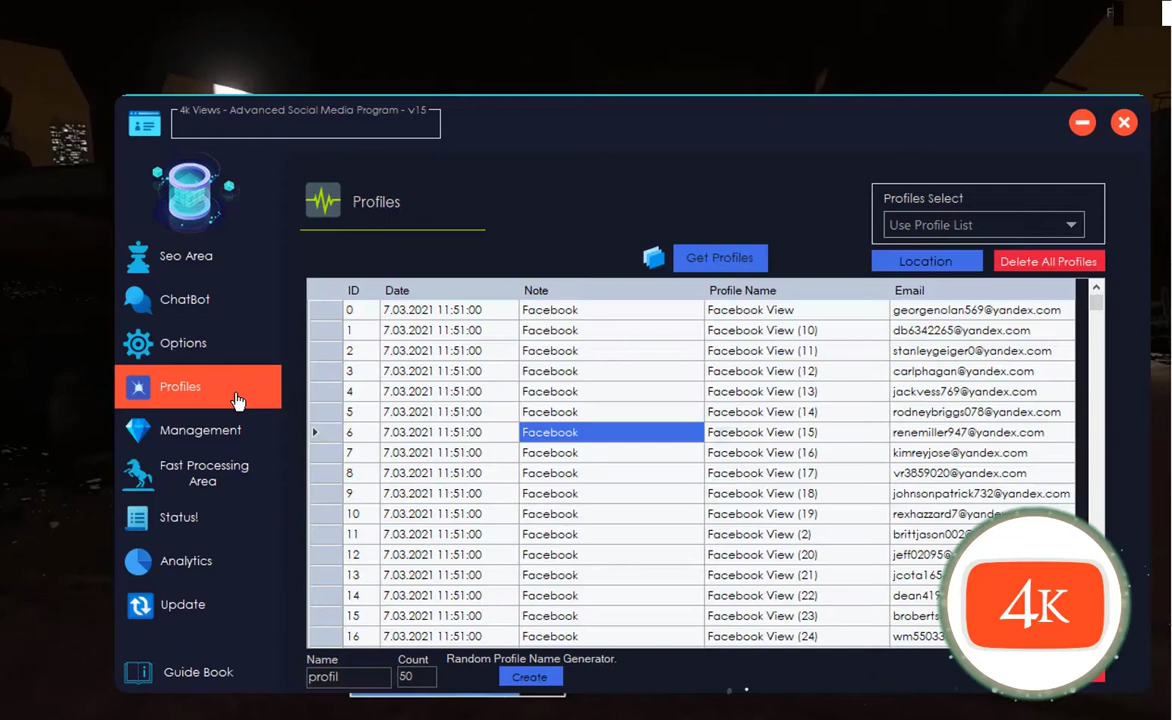 4k Views - Advanced Social Media Program - v15
Profiles
Profiles Select
Use Profile List
Get Profiles
Location
Delete All Profiles
Seo Area
ChatBot
Options
Profiles
Management
Fast Processing
Area
Status!
Analytics
Update
Guide Book
ID Date Note Profile Name Email
0 7.03.2021 11:51:00 Facebook Facebook View georgenolan569@yandex.com
1 7.03.2021 11:51:00 Facebook Facebook View (10) db6342265@yandex.com
2 7.03.2021 11:51:00 Facebook Facebook View (11) stanleygeiger0@yandex.com
3 7.03.2021 11:51:00 Facebook Facebook View (12) carlphagan@yandex.com
4 7.03.2021 11:51:00 Facebook Facebook View (13) jackvess769@yandex.com
5 7.03.2021 11:51:00 Facebook Facebook View (14) rodneybriggs078@yandex.com
6 7.03.2021 11:51:00 Facebook Facebook View (15) renemiller947@yandex.com
7 7.03.2021 11:51:00 Facebook Facebook View (16) kimreyjose@yandex.com
8 7.03.2021 11:51:00 Facebook Facebook View (17) vr3859020@yandex.com
9 7.03.2021 11:51:00 Facebook Facebook View (18) johnsonpatrick732@yandex.com
10 7.03.2021 11:51:00 Facebook Facebook View (19) rexhazzard7@yandex.com
11 7.03.2021 11:51:00 Facebook Facebook View (2)
12 7.03.2021 11:51:00 Facebook Facebook View (20)
13 7.03.2021 11:51:00 Facebook Facebook View (21)
14 7.03.2021 11:51:00 Facebook Facebook View (22)
15 7.03.2021 11:51:00 Facebook Facebook View (23)
16 7.03.2021 11:51:00 Facebook Facebook View (24)
Name Count Random Profile Name Generator.
profil 50 Create
4K